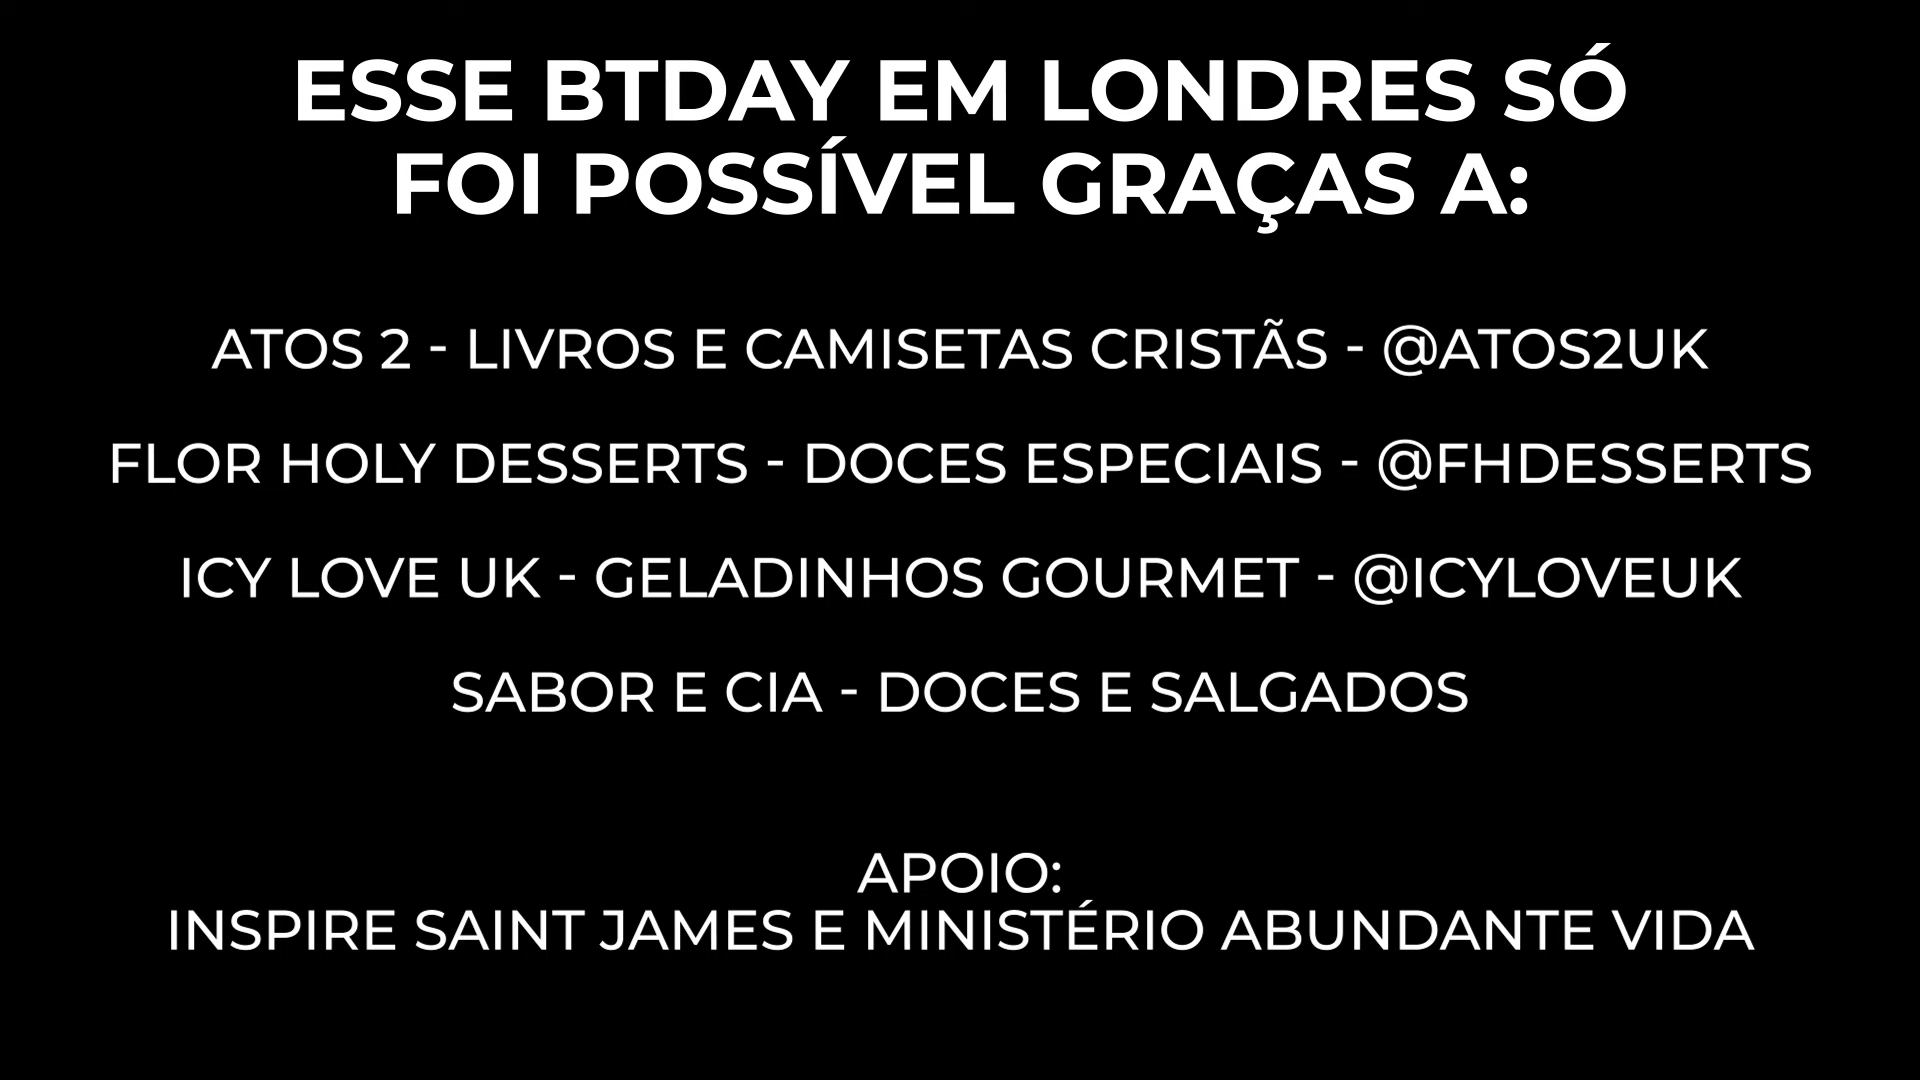 ESSE BTDAY EM LONDRES SÓ
FOI POSSÍVEL GRAÇAS A:
ATOS 2 - LIVROS E CAMISETAS CRISTÃS - @ATOS2UK
FLOR HOLY DESSERTS - DOCES ESPECIAIS - @FHDESSERTS
ICY LOVE UK - GELADINHOS GOURMET - @ICYLOVEUK
SABOR E CIA - DOCES E SALGADOS
APOIO:
INSPIRE SAINT JAMES E MINISTÉRIO ABUNDANTE VIDA